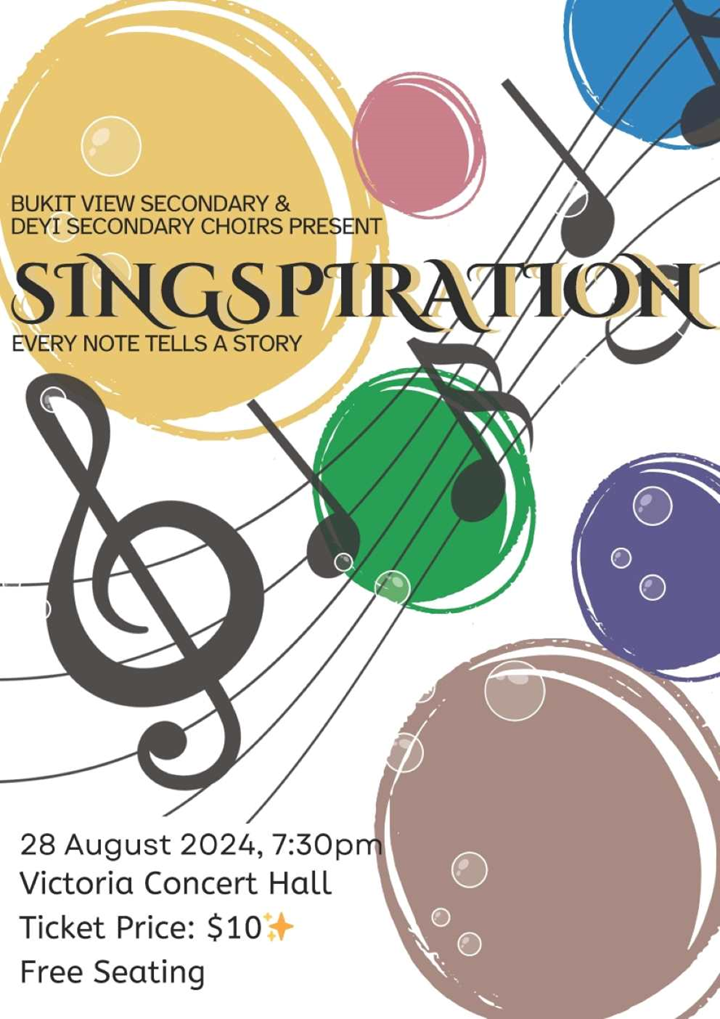 BUKIT VIEW SECONDARY &
DEYI SECONDARY CHOIRS PRESENT
SINGSPIRATION
EVERY NOTE TELLS A STORY
28 August 2024, 7:30pm
Victoria Concert Hall
Ticket Price: $10✨
Free Seating